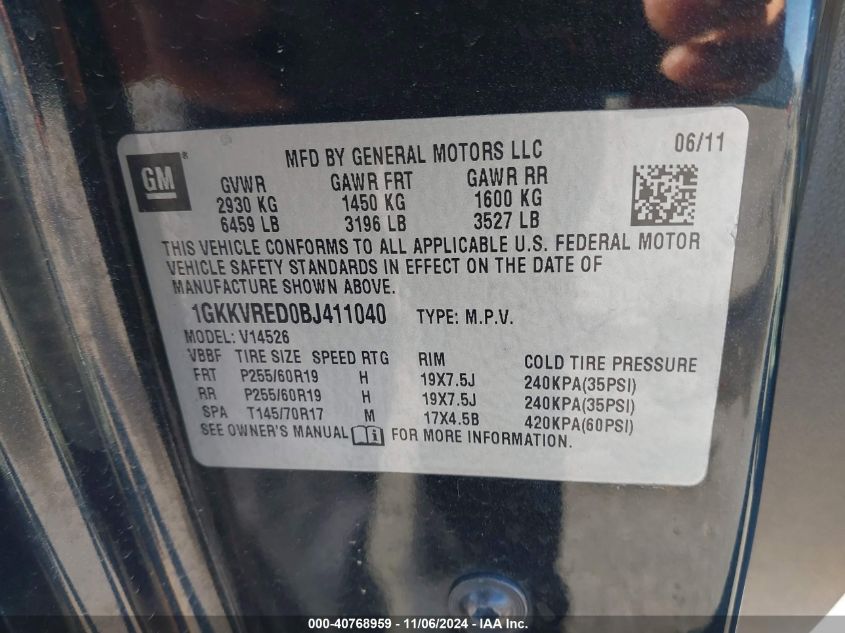 MFD BY GENERAL MOTORS LLC 06/11
GM®
GVWR GAWR FRT GAWR RR
2930 KG 1450 KG 1600 KG
6459 LB 3196 LB 3527 LB
THIS VEHICLE CONFORMS TO ALL APPLICABLE U.S. FEDERAL MOTOR
VEHICLE SAFETY STANDARDS IN EFFECT ON THE DATE OF
MANUFACTURE SHOWN ABOVE.
1GKKVRED0BJ411040 TYPE: M.P.V.
MODEL: V14526
VBBF TIRE SIZE SPEED RTG RIM COLD TIRE PRESSURE
FRT P255/60R19 H 19X7.5J 240KPA(35PSI)
RR P255/60R19 H 19X7.5J 240KPA(35PSI)
SPA T145/70R17 M 17X4.5B 420KPA(60PSI)
SEE OWNER'S MANUAL FOR MORE INFORMATION.
000-40768959 - 11/06/2024 - IAA Inc.